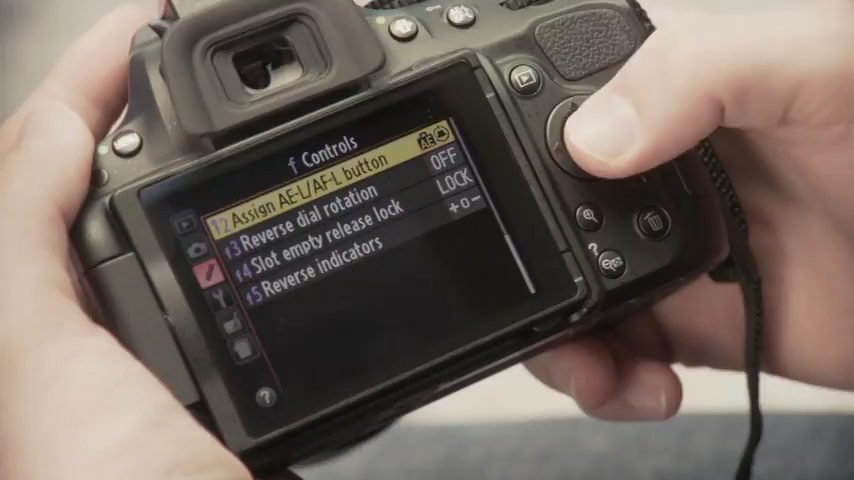 f Controls
f2 Assign AE-L/AF-L button AE
f3 Reverse dial rotation OFF
f4 Slot empty release lock LOCK
f5 Reverse indicators +0−
?
?